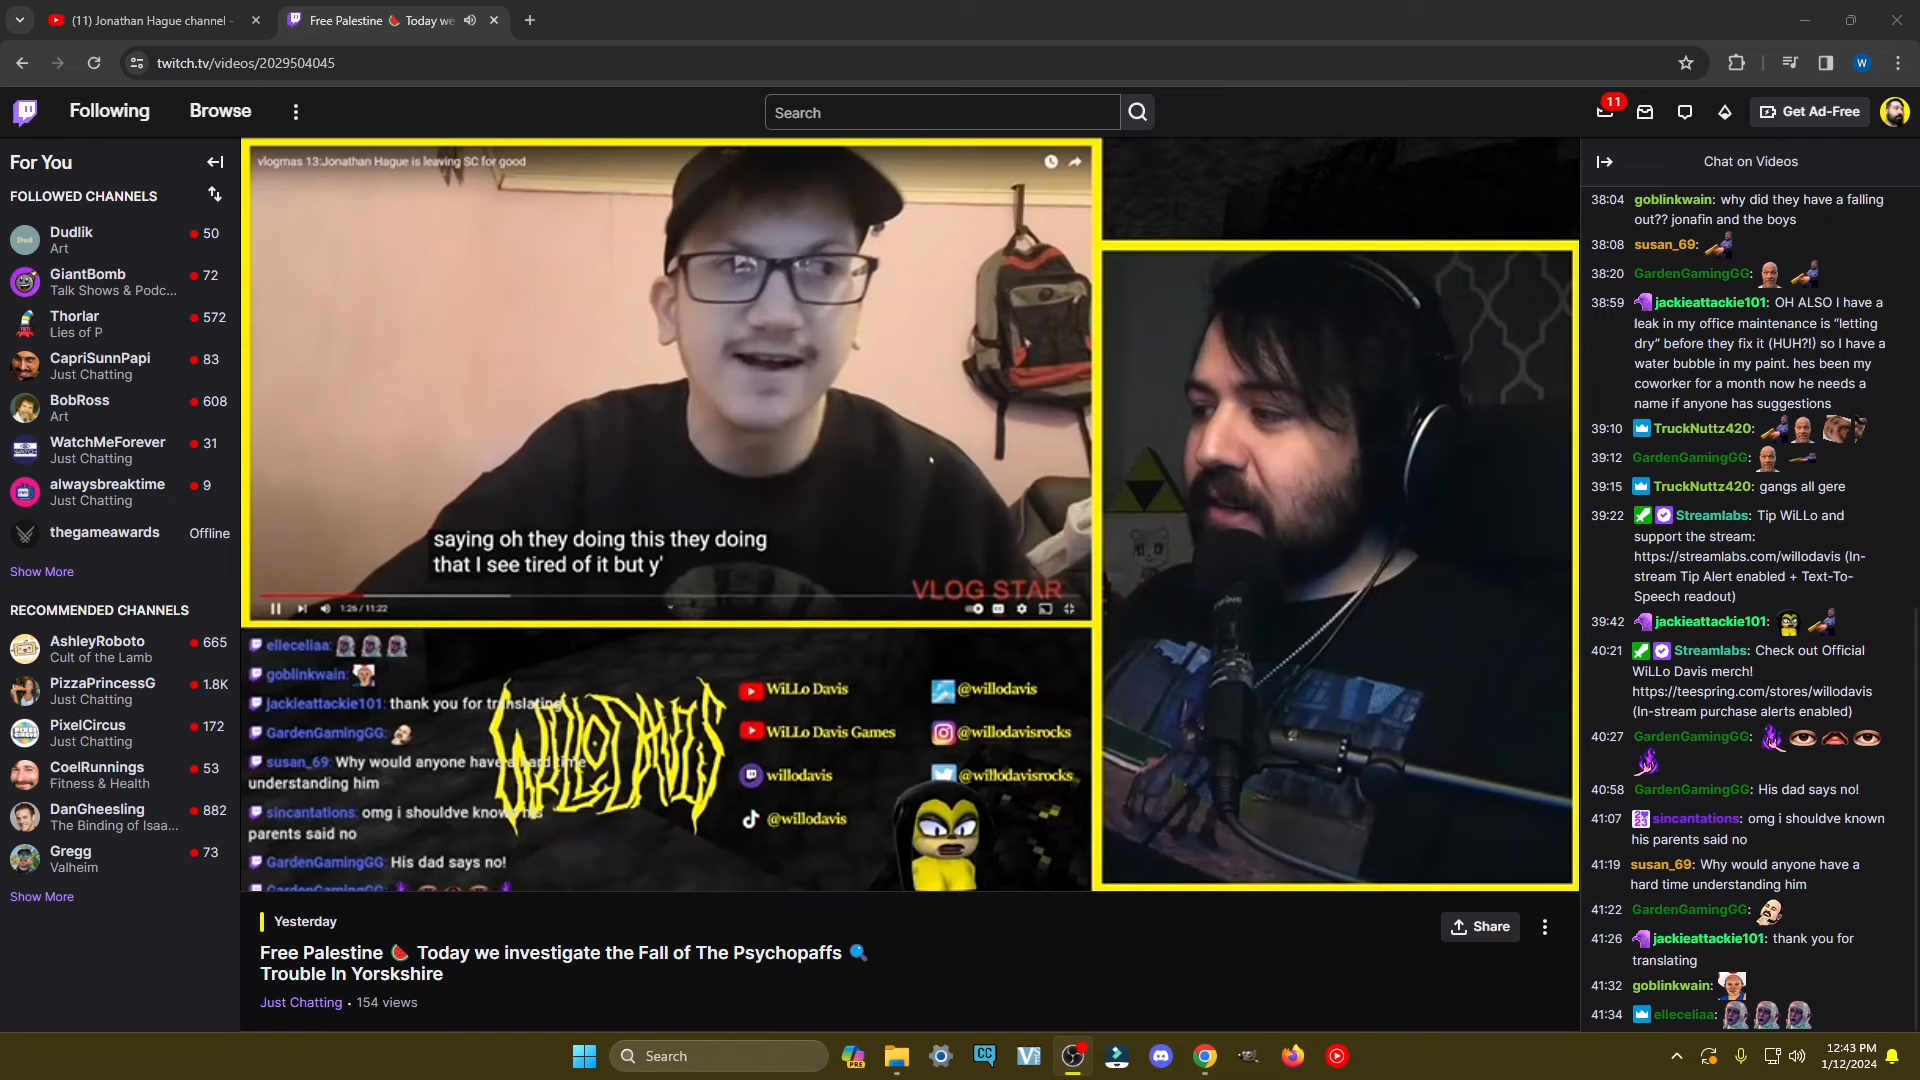 (11) Jonathan Hague channel -
Free Palestine 🍉 Today we
twitch.tv/videos/2029504045
W
Following
Browse
Search
11
Get Ad-Free
For You
FOLLOWED CHANNELS
Dudlik
50
Art
GiantBomb
72
Talk Shows & Podc...
Thorlar
572
Lies of P
CapriSunnPapi
83
Just Chatting
BobRoss
608
Art
WatchMeForever
31
Just Chatting
alwaysbreaktime
9
Just Chatting
thegameawards
Offline
Show More
RECOMMENDED CHANNELS
AshleyRoboto
665
Cult of the Lamb
PizzaPrincessG
1.8K
Just Chatting
PixelCircus
172
Just Chatting
CoelRunnings
53
Fitness & Health
DanGheesling
882
The Binding of Isaa...
Gregg
73
Valheim
Show More
vlogmas 13:Jonathan Hague is leaving SC for good
saying oh they doing this they doing
that I see tired of it but y'
VLOG STAR
1:26 / 11:22
elleceliaa:
goblinkwain:
jackieattackie101: thank you for translating
GardenGamingGG:
susan_69: Why would anyone have a hard time
understanding him
sincantations: omg i shouldve known his
parents said no
GardenGamingGG: His dad says no!
GardenGamingGG:
WILLO DAVIS
WiLLo Davis
WiLLo Davis Games
willodavis
@willodavis
@willodavis
@willodavisrocks
@willodavisrocks
Yesterday
Share
Free Palestine 🍉 Today we investigate the Fall of The Psychopaffs 🔍
Trouble In Yorskshire
Just Chatting • 154 views
Chat on Videos
38:04 goblinkwain: why did they have a falling
out?? jonafin and the boys
38:08 susan_69:
38:20 GardenGamingGG:
38:59 jackieattackie101: OH ALSO I have a
leak in my office maintenance is “letting
dry” before they fix it (HUH?!) so I have a
water bubble in my paint. hes been my
coworker for a month now he needs a
name if anyone has suggestions
39:10 TruckNuttz420:
39:12 GardenGamingGG:
39:15 TruckNuttz420: gangs all gere
39:22 Streamlabs: Tip WiLLo and
support the stream:
https://streamlabs.com/willodavis (In-
stream Tip Alert enabled + Text-To-
Speech readout)
39:42 jackieattackie101:
40:21 Streamlabs: Check out Official
WiLLo Davis merch!
https://teespring.com/stores/willodavis
(In-stream purchase alerts enabled)
40:27 GardenGamingGG:
40:58 GardenGamingGG: His dad says no!
41:07 sincantations: omg i shouldve known
his parents said no
41:19 susan_69: Why would anyone have a
hard time understanding him
41:22 GardenGamingGG:
41:26 jackieattackie101: thank you for
translating
41:32 goblinkwain:
41:34 elleceliaa:
Search
12:43 PM
1/12/2024